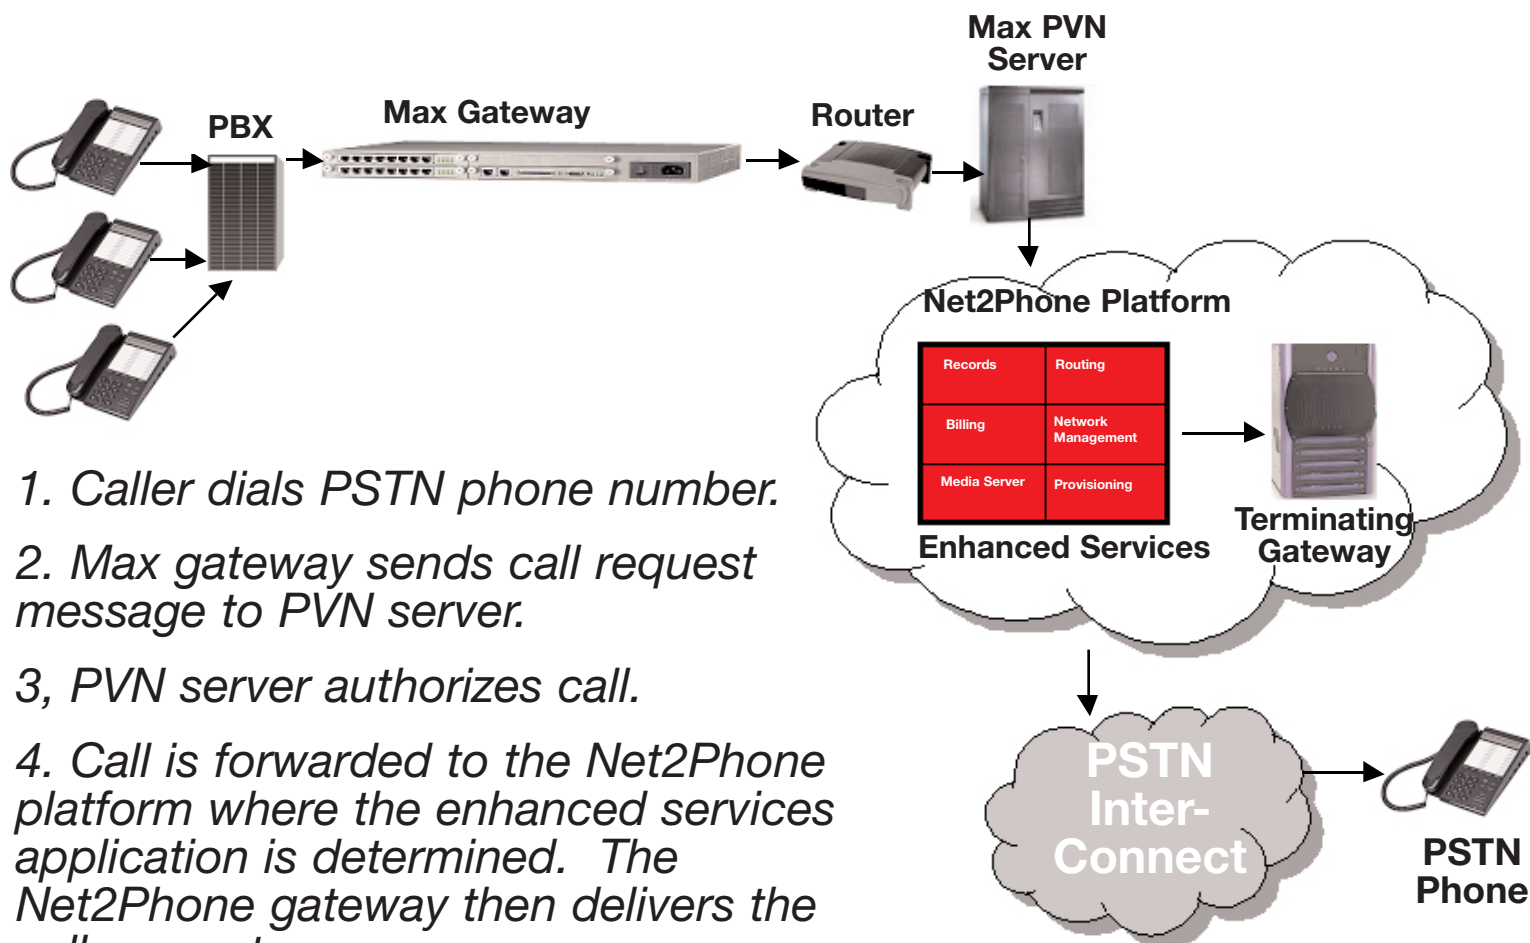 Max PVN
Server
Max Gateway
Router
PBX
Net2Phone Platform
Records
Routing
Billing
Network
Management
Media Server
Provisioning
Enhanced Services
Terminating
Gateway
1. Caller dials PSTN phone number.
2. Max gateway sends call request
message to PVN server.
3, PVN server authorizes call.
4. Call is forwarded to the Net2Phone
platform where the enhanced services
application is determined.  The
Net2Phone gateway then delivers the
PSTN
Inter-
Connect
PSTN
Phone